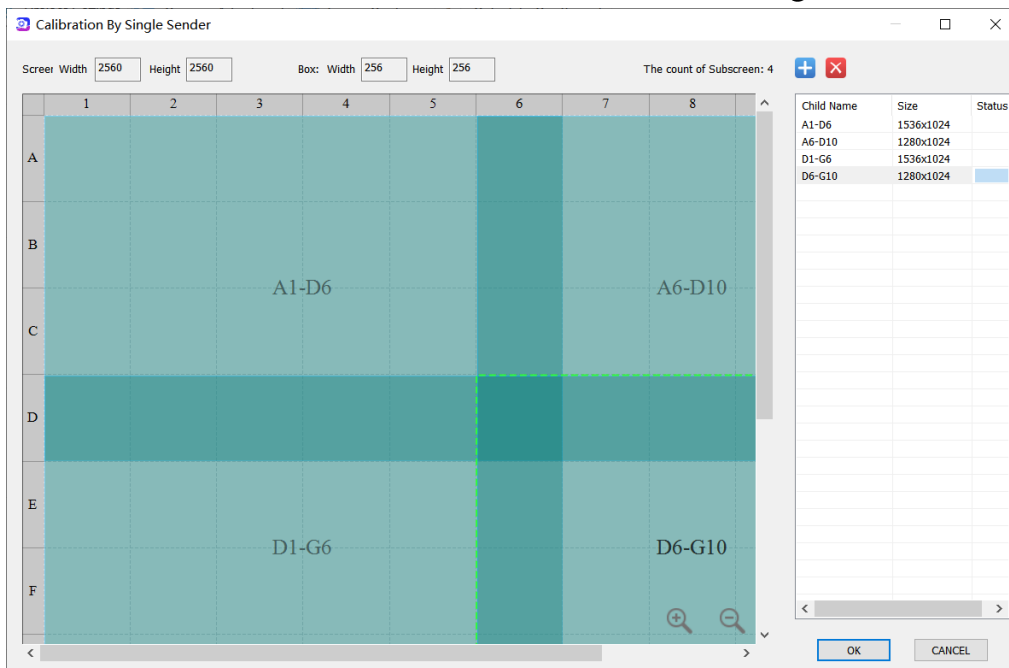 Calibration By Single Sender
Screer Width 2560 Height 2560 Box: Width 256 Height 256 The count of Subscreen: 4
1 2 3 4 5 6 7 8
A
B
C
D
E
F
A1-D6 A6-D10
D1-G6 D6-G10
Child Name Size Status
A1-D6 1536x1024
A6-D10 1280x1024
D1-G6 1536x1024
D6-G10 1280x1024
OK CANCEL